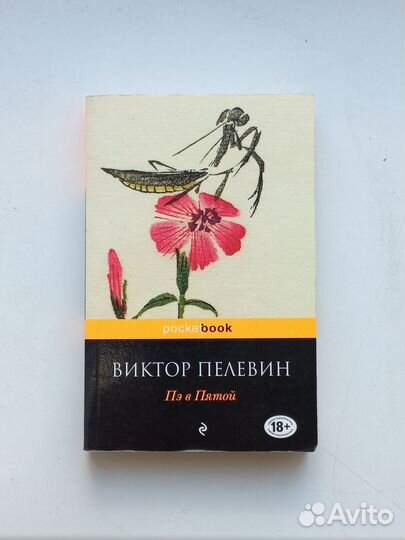 pocketbook
ВИКТОР ПЕЛЕВИН
Пэ в Пятой
18+
Avito